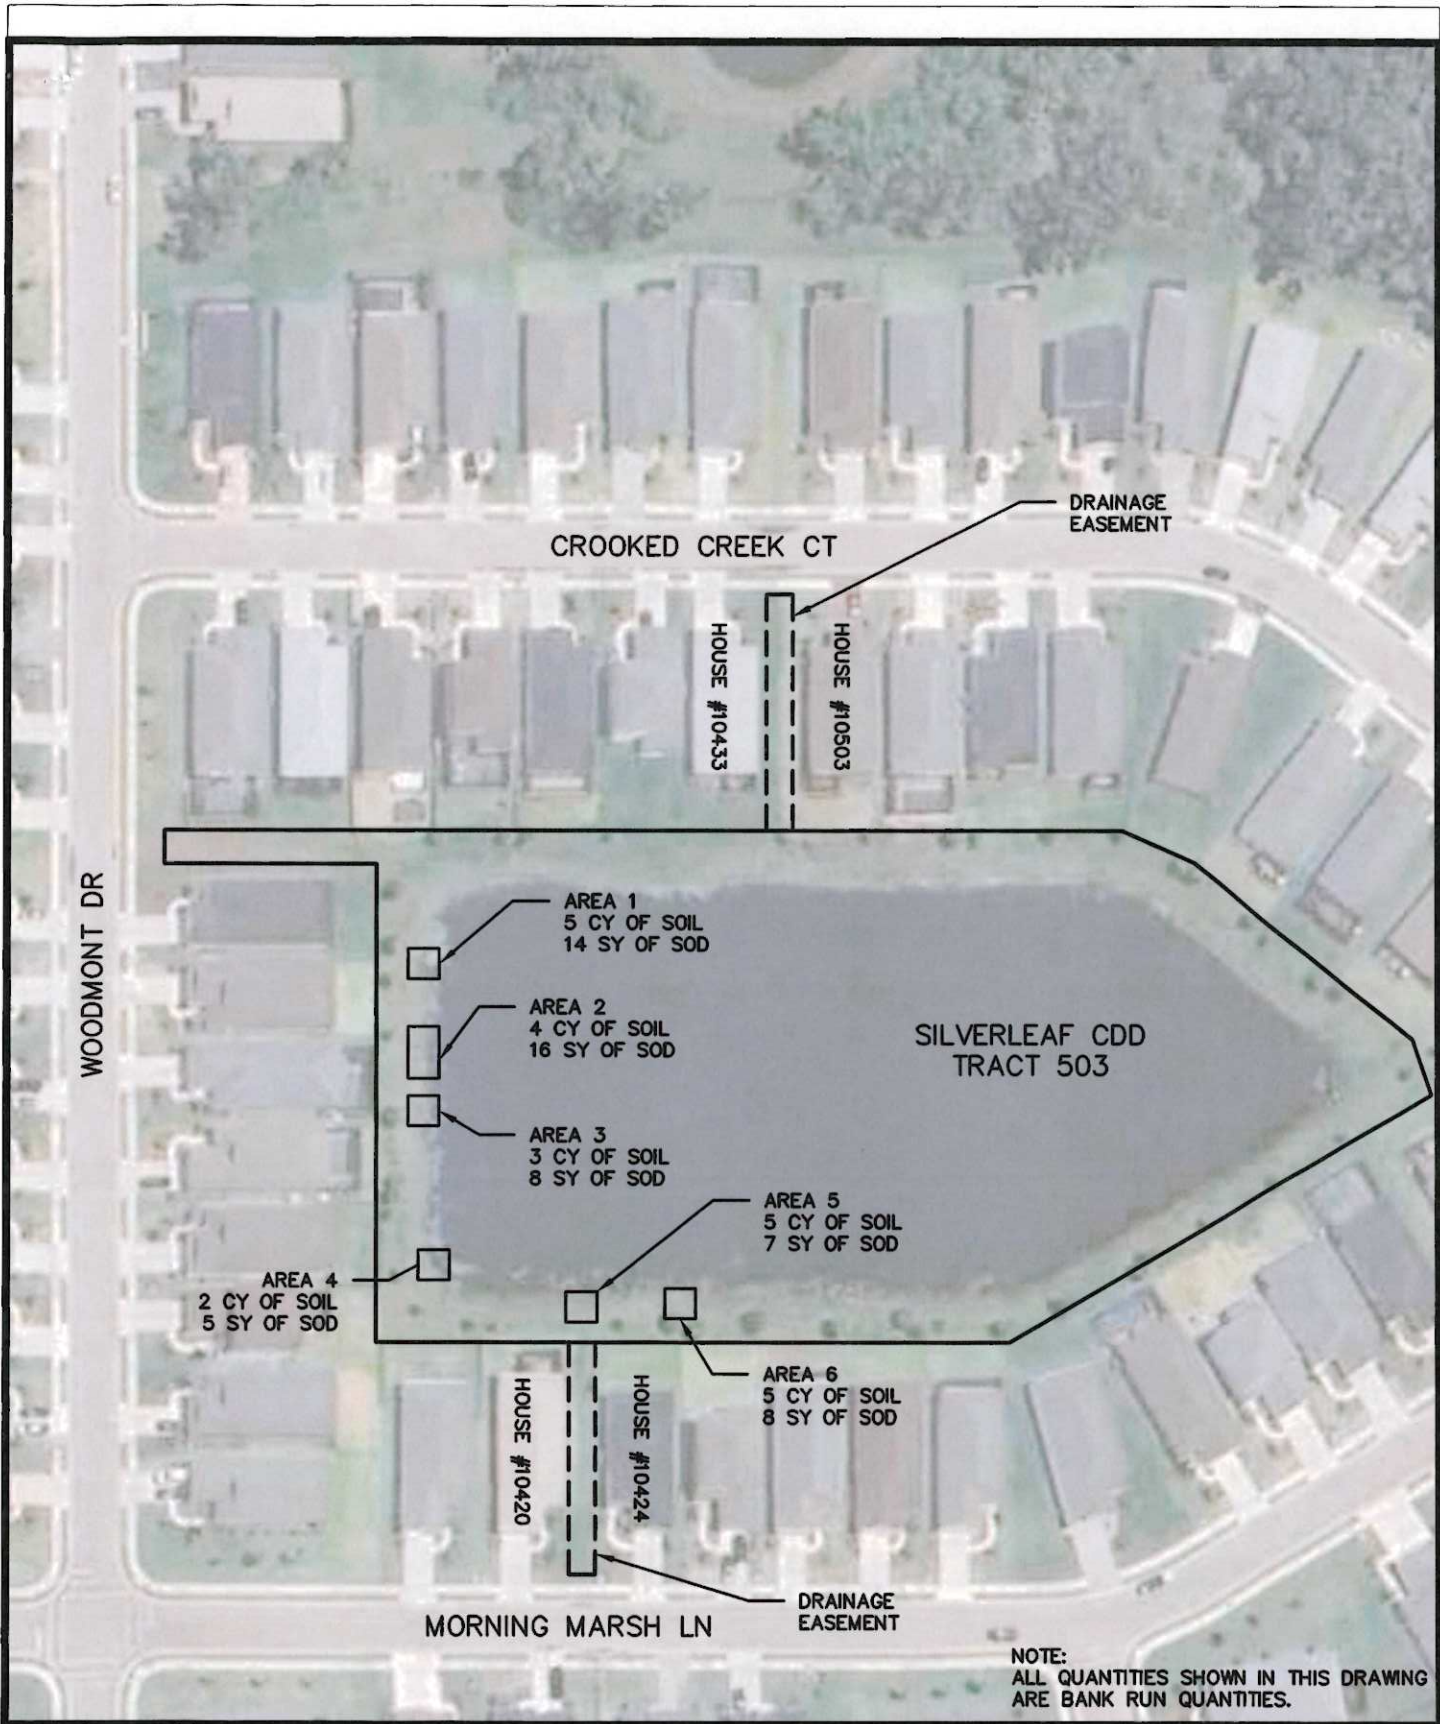 DRAINAGE
EASEMENT
CROOKED CREEK CT
HOUSE #10433
HOUSE #10503
WOODMONT DR
AREA 1
5 CY OF SOIL
14 SY OF SOD
AREA 2
4 CY OF SOIL
16 SY OF SOD
SILVERLEAF CDD
TRACT 503
AREA 3
3 CY OF SOIL
8 SY OF SOD
AREA 5
5 CY OF SOIL
7 SY OF SOD
AREA 4
2 CY OF SOIL
5 SY OF SOD
AREA 6
5 CY OF SOIL
8 SY OF SOD
HOUSE #10420
HOUSE #10424
DRAINAGE
EASEMENT
MORNING MARSH LN
NOTE:
ALL QUANTITIES SHOWN IN THIS DRAWING
ARE BANK RUN QUANTITIES.